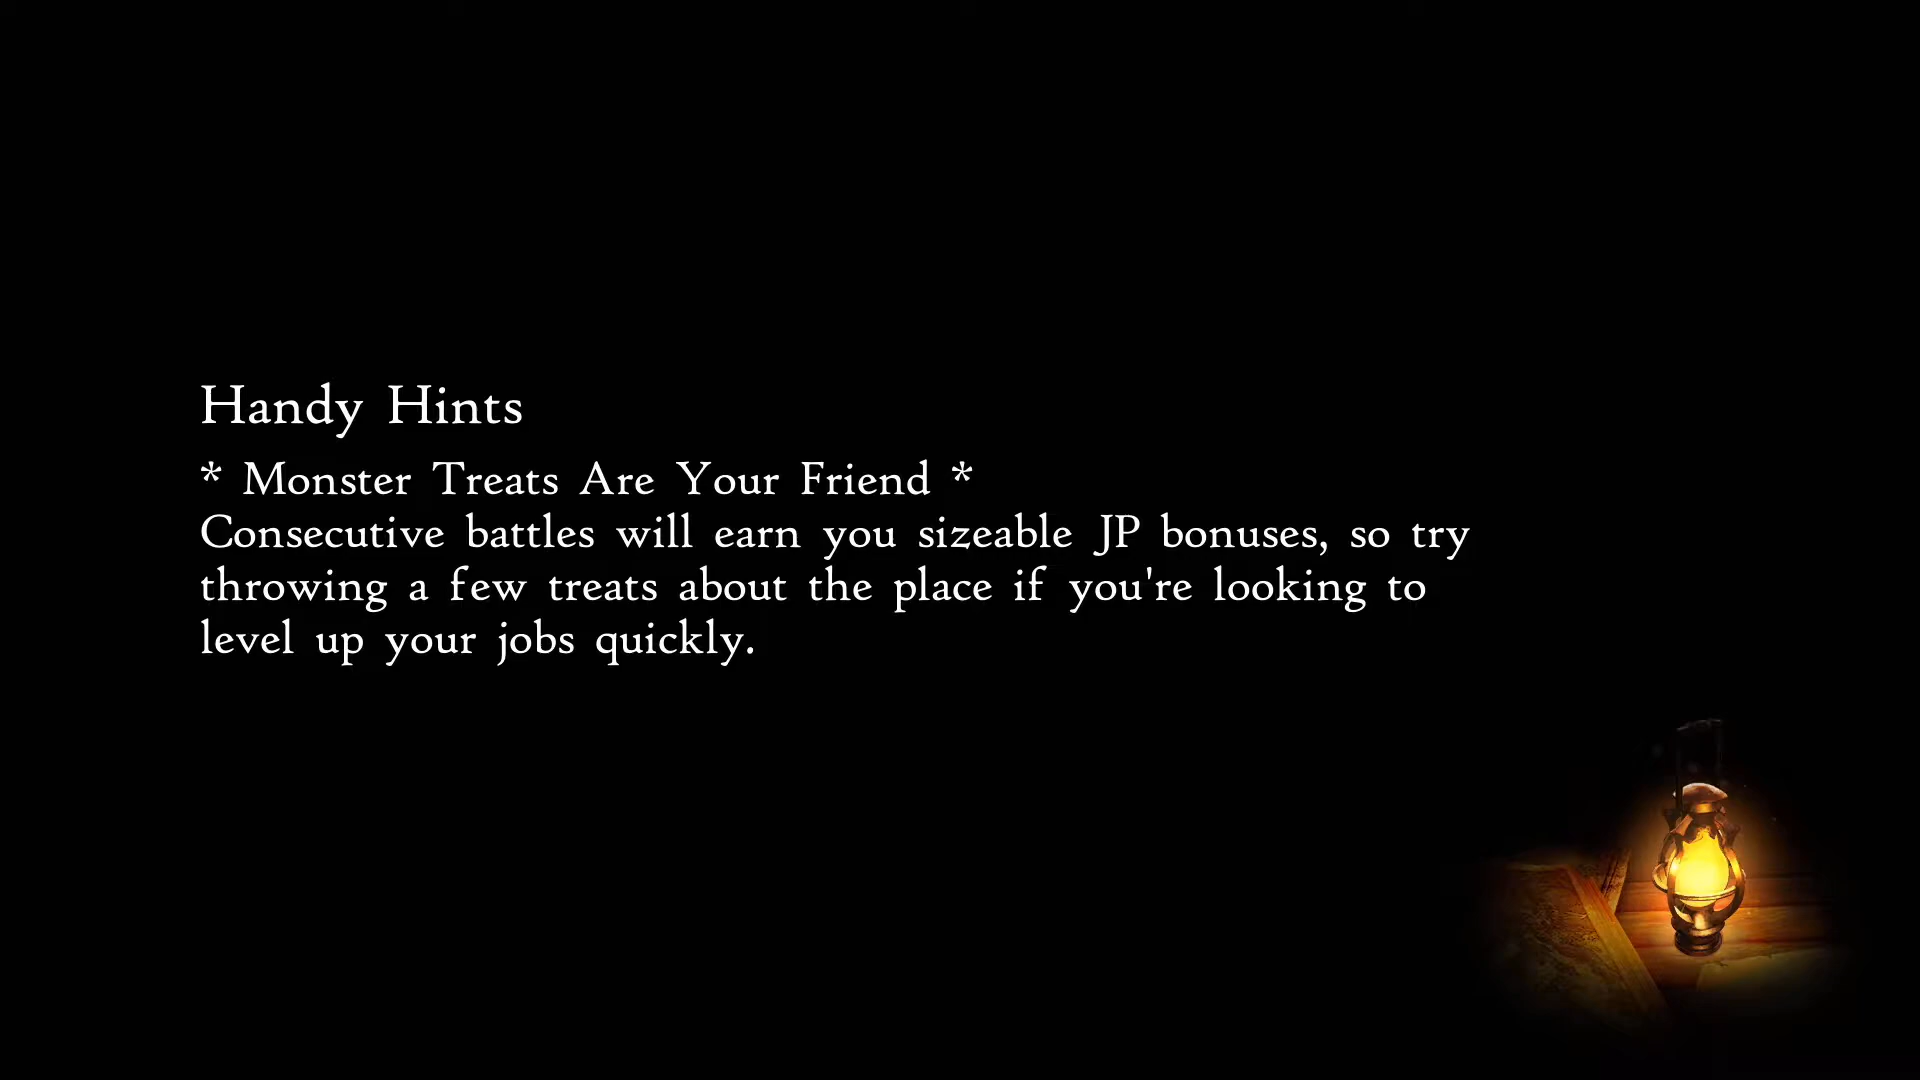 Handy Hints
* Monster Treats Are Your Friend *
Consecutive battles will earn you sizeable JP bonuses, so try
throwing a few treats about the place if you're looking to
level up your jobs quickly.